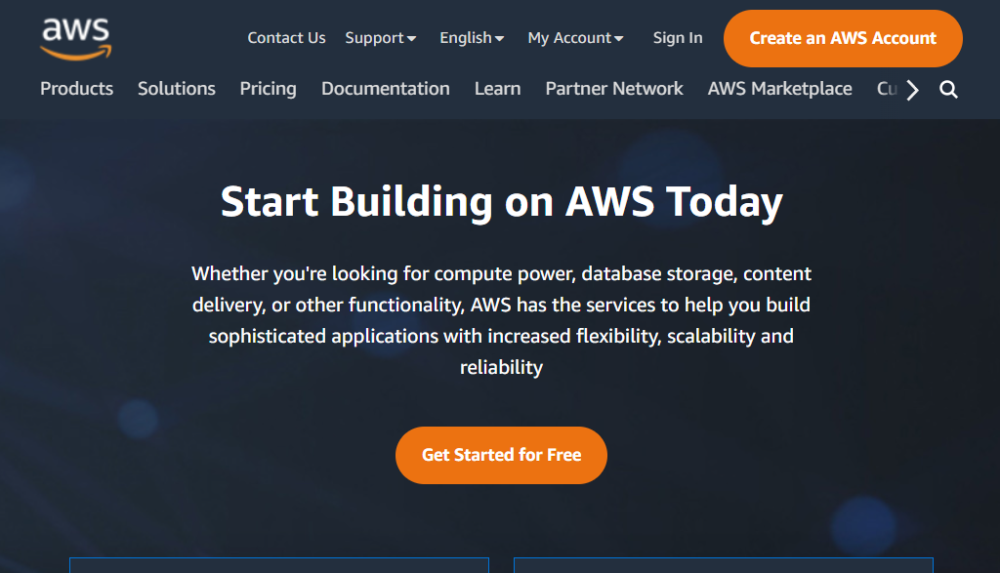 aws
Contact Us Support English My Account Sign In Create an AWS Account
Products Solutions Pricing Documentation Learn Partner Network AWS Marketplace Cu
Start Building on AWS Today
Whether you're looking for compute power, database storage, content
delivery, or other functionality, AWS has the services to help you build
sophisticated applications with increased flexibility, scalability and
reliability
Get Started for Free